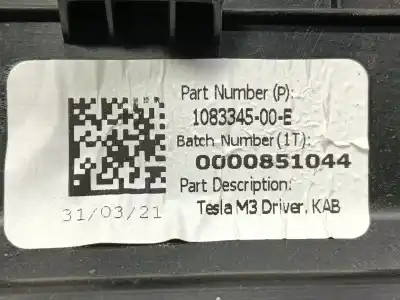 Part Number (P):
1083345-00-E
Batch Number (1T):
0000851044
Part Description:
31/03/21
Tesla M3 Driver, KAB